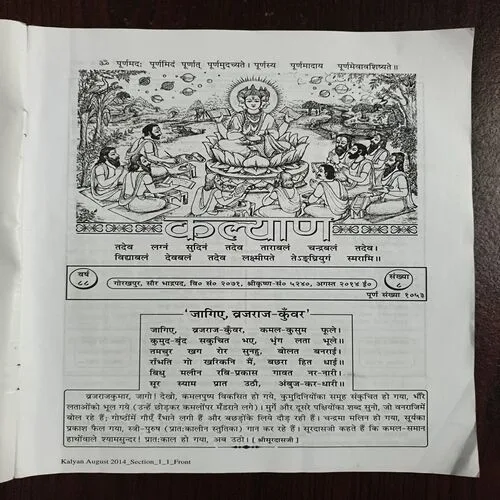 ॐ पूर्णमदः पूर्णमिदं पूर्णात् पूर्णमुदच्यते। पूर्णस्य पूर्णमादाय पूर्णमेवावशिष्यते॥
कल्याण
तदेव लग्नं सुदिनं तदेव ताराबलं चन्द्रबलं तदेव।
विद्याबलं देवबलं तदेव लक्ष्मीपते तेऽङ्घ्रियुगं स्मरामि॥
वर्ष
८८
गोरखपुर, सौर भाद्रपद, वि० सं० २०७१, श्रीकृष्ण-सं० ५२४०, अगस्त २०१४ ई०
संख्या
८
पूर्ण संख्या १०५३
'जागिए, ब्रजराज-कुँवर'
जागिए, ब्रजराज-कुँवर, कमल-कुसुम फूले।
कुमुद-बृंद सकुचित भए, भृंग लता भूले॥
तमचुर खग रोर सुनहु, बोलत बनराई।
राँभति गो खरिकनि मैं, बछरा हित धाई॥
बिधु मलीन रबि-प्रकास गावत नर-नारी।
सूर स्याम प्रात उठौ, अंबुज-कर-धारी॥
ब्रजराजकुमार, जागो! देखो, कमलपुष्प विकसित हो गये, कुमुदिनियोंका समूह संकुचित हो गया, भौंरे
लताओंको भूल गये (उन्हें छोड़कर कमलोंपर मँडराने लगे)। मुर्गे और दूसरे पक्षियोंका शब्द सुनो, जो वनराजिमें
बोल रहे हैं; गोष्ठोंमें गौएँ रँभाने लगी हैं और बछड़ोंके लिये दौड़ रही हैं। चन्द्रमा मलिन हो गया, सूर्यका
प्रकाश फैल गया, स्त्री-पुरुष (प्रातःकालीन स्तुतिका) गान कर रहे हैं। सूरदासजी कहते हैं कि कमल-समान
हाथोंवाले श्यामसुन्दर! प्रातःकाल हो गया, अब उठो। [ श्रीसूरदासजी ]
Kalyan August 2014_Section_1_1_Front